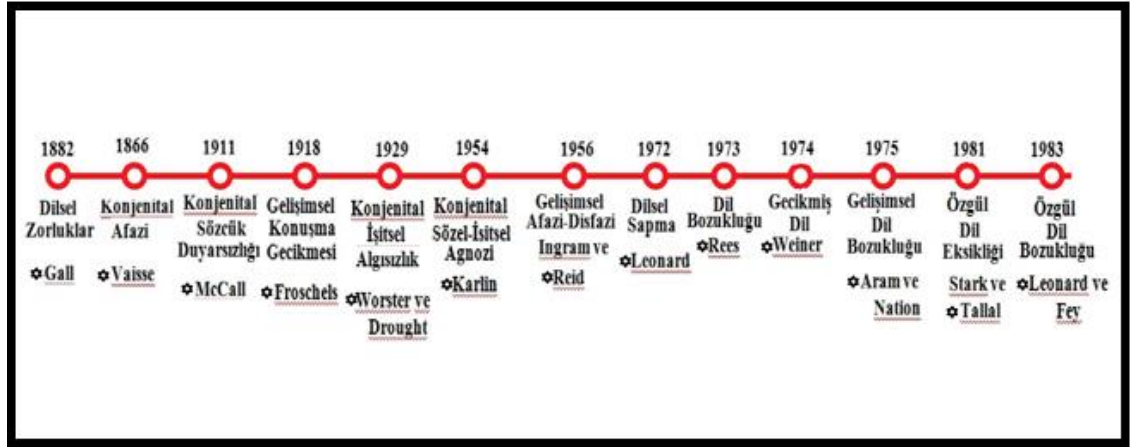 1882
Dilsel
Zorluklar
✡Gall
1866
Konjenital
Afazi
✡Vaisse
1911
Konjenital
Sözcük
Duyarsızlığı
✡McCall
1918
Gelişimsel
Konuşma
Gecikmesi
✡Froschels
1929
Konjenital
İşitsel
Algısızlık
✡Worster ve
Drought
1954
Konjenital
Sözel-İsitsel
Agnozi
✡Karlin
1956
Gelişimsel
Afazi-Disfazi
Ingram ve
✡Reid
1972
Dilsel
Sapma
✡Leonard
1973
Dil
Bozukluğu
✡Rees
1974
Gecikmiş
Dil
✡Weiner
1975
Gelişimsel
Dil
Bozukluğu
✡Aram ve
Nation
1981
Özgül
Dil
Eksikliği
Stark ve
✡Tallal
1983
Özgül
Dil
Bozukluğu
✡Leonard ve
Fey